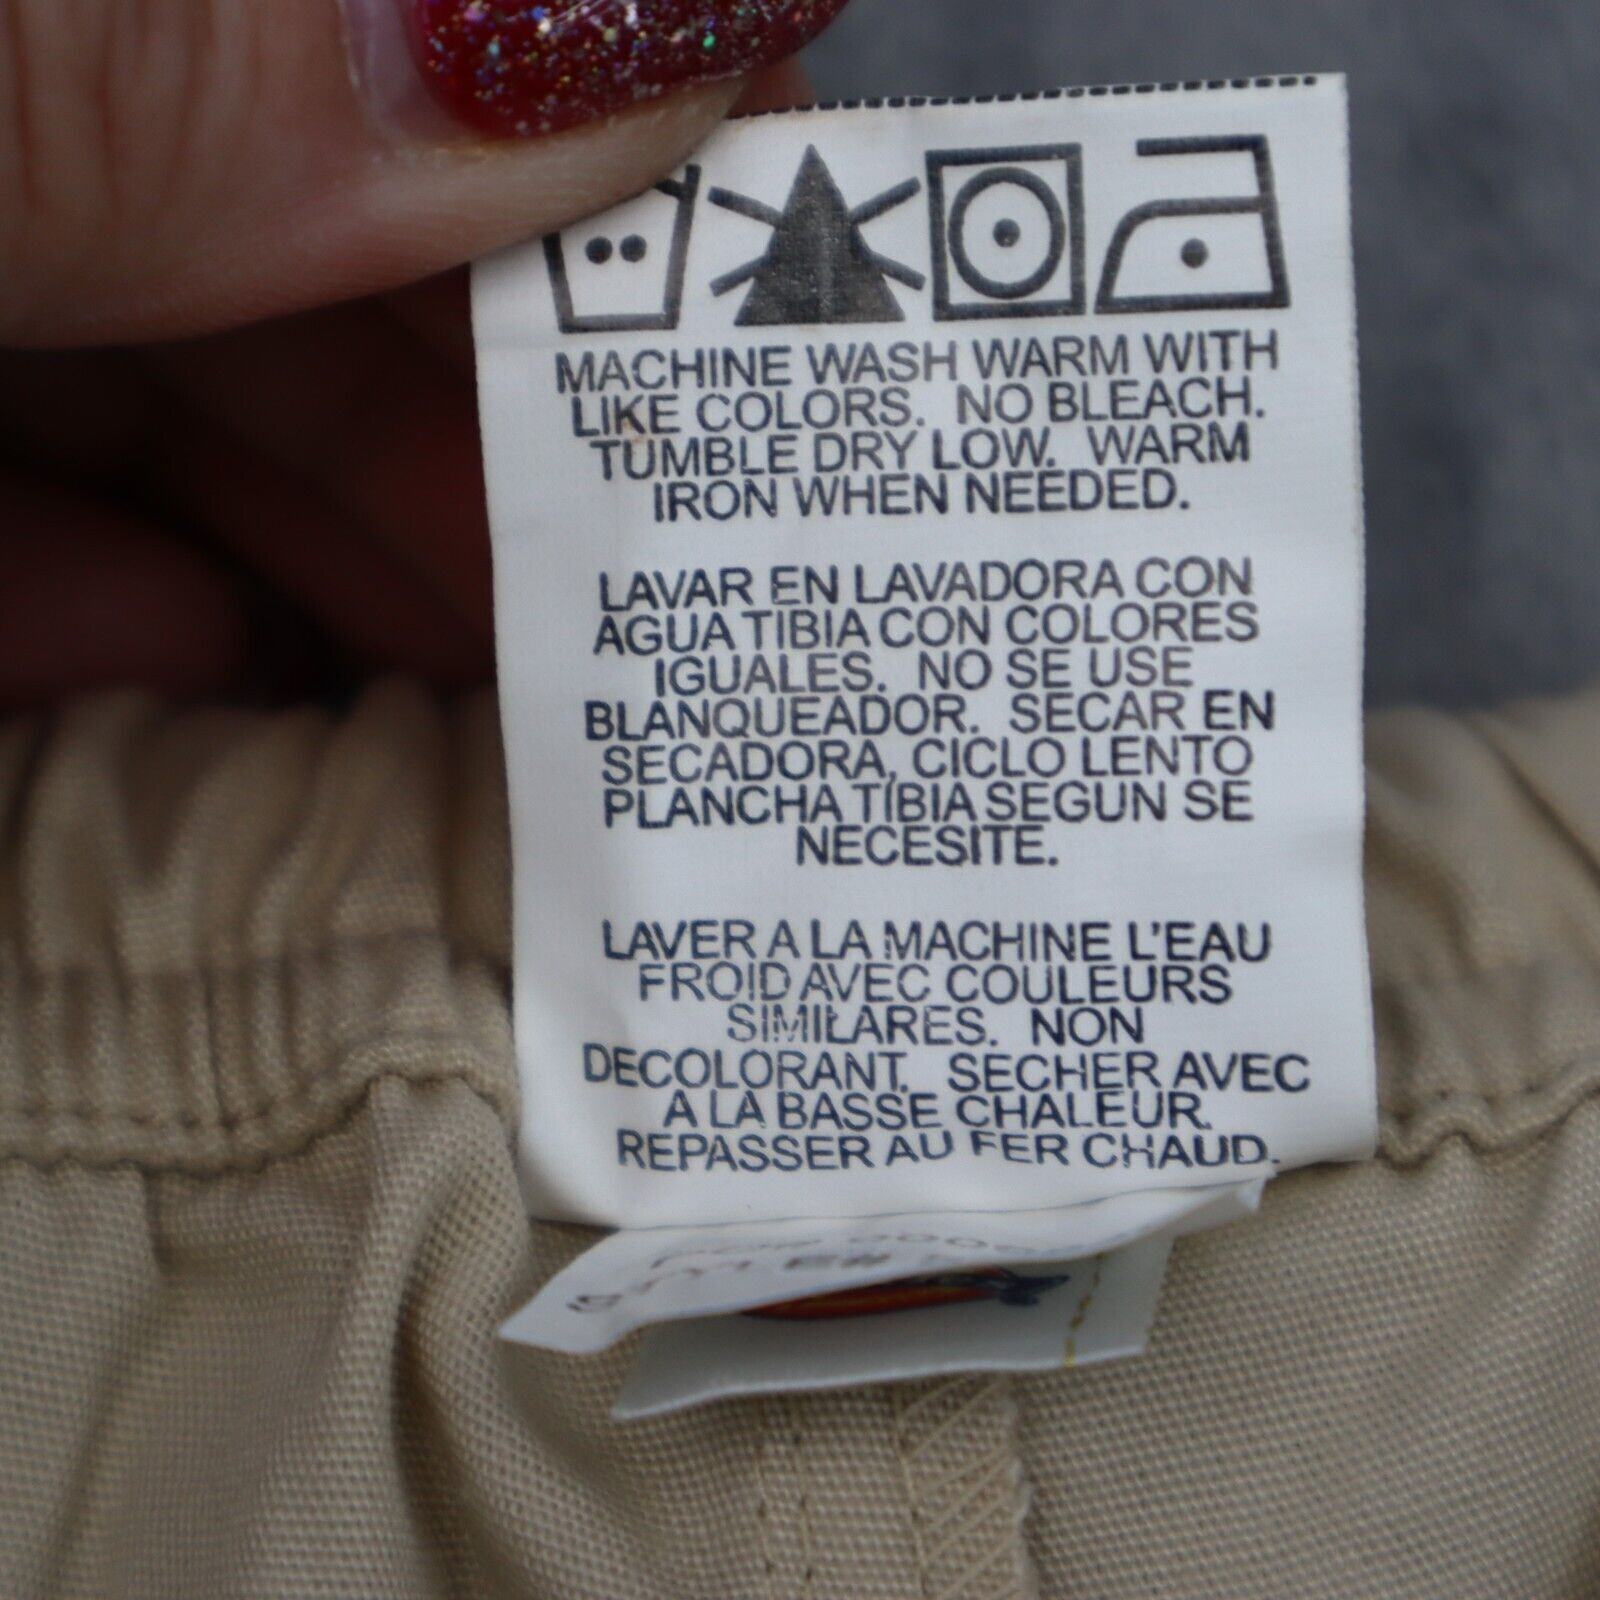 MACHINE WASH WARM WITH
LIKE COLORS. NO BLEACH.
TUMBLE DRY LOW. WARM
IRON WHEN NEEDED.
LAVAR EN LAVADORA CON
AGUA TIBIA CON COLORES
IGUALES. NO SE USE
BLANQUEADOR. SECAR EN
SECADORA, CICLO LENTO
PLANCHA TIBIA SEGUN SE
NECESITE.
LAVER A LA MACHINE L'EAU
FROID AVEC COULEURS
SIMILARES. NON
DECOLORANT. SECHER AVEC
A LA BASSE CHALEUR.
REPASSER AU FER CHAUD.